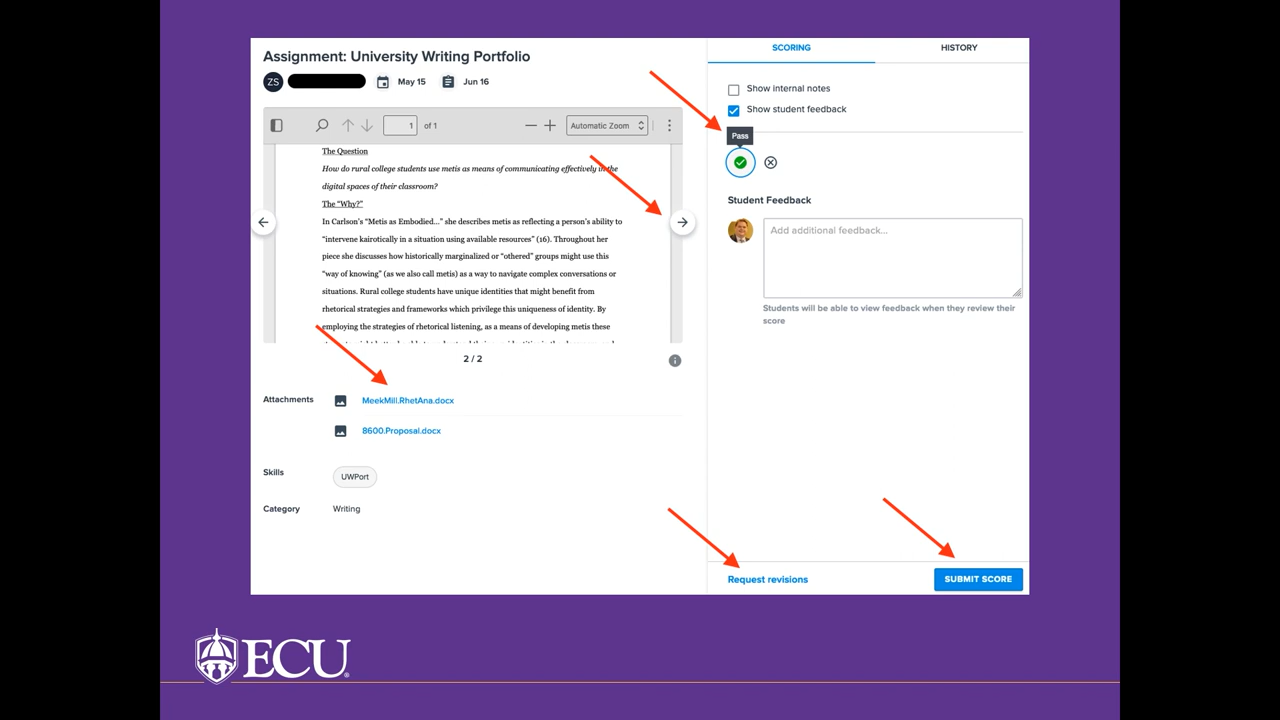 Assignment: University Writing Portfolio
ZS
May 15
Jun 16
1
of 1
Automatic Zoom
The Question
How do rural college students use metis as means of communicating effectively in the
digital spaces of their classroom?
The “Why?”
In Carlson’s “Metis as Embodied...” she describes metis as reflecting a person’s ability to
“intervene kairotically in a situation using available resources” (16). Throughout her
piece she discusses how historically marginalized or “othered” groups might use this
“way of knowing” (as we also call metis) as a way to navigate complex conversations or
situations. Rural college students have unique identities that might benefit from
rhetorical strategies and frameworks which privilege this uniqueness of identity. By
employing the strategies of rhetorical listening, as a means of developing metis these
2 / 2
Attachments
MeekMill.RhetAna.docx
8600.Proposal.docx
Skills
UWPort
Category
Writing
SCORING
HISTORY
Show internal notes
Show student feedback
Pass
Student Feedback
Add additional feedback...
Students will be able to view feedback when they review their
score
Request revisions
SUBMIT SCORE
ECU